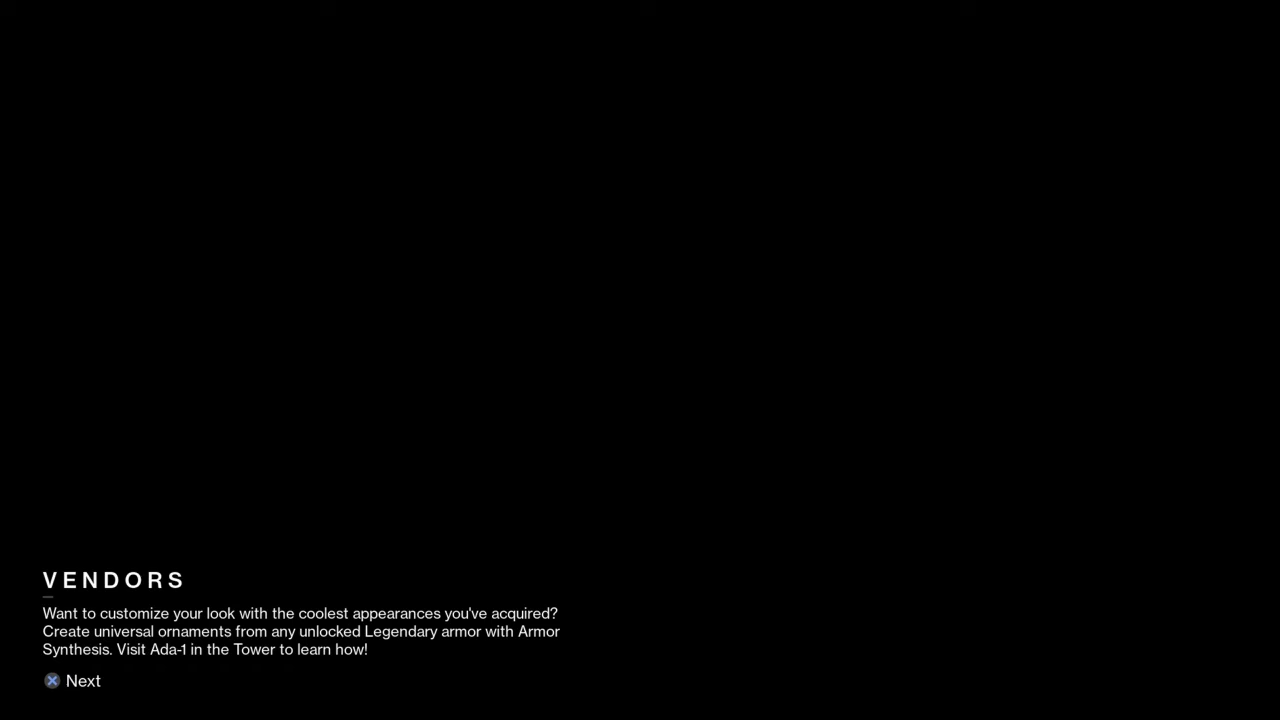 VENDORS
Want to customize your look with the coolest appearances you've acquired?
Create universal ornaments from any unlocked Legendary armor with Armor
Synthesis. Visit Ada-1 in the Tower to learn how!
Next